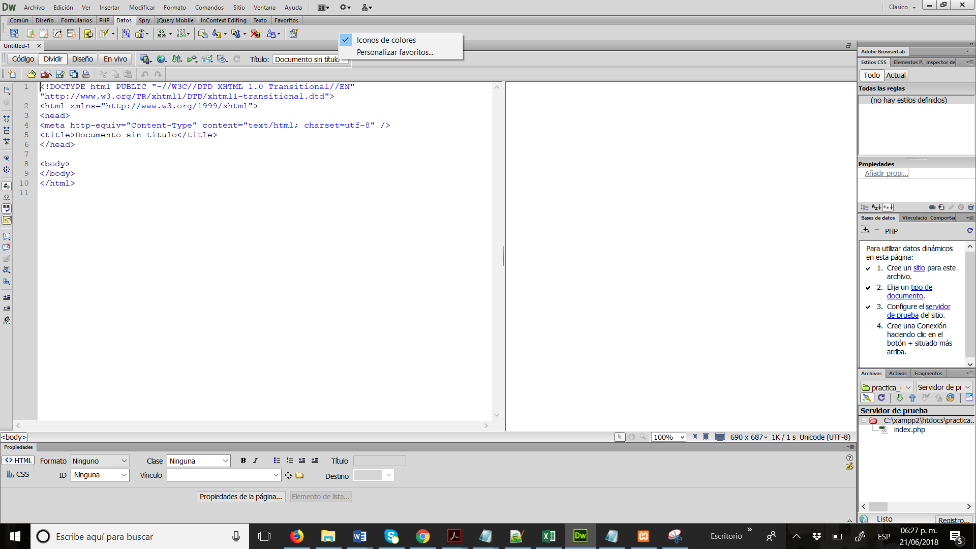 Dw Archivo Edición Ver Insertar Modificar Formato Comandos Sitio Ventana Ayuda Clásico
Común Diseño Formularios PHP Datos Spry jQuery Mobile InContext Editing Texto Favoritos
Iconos de colores
Personalizar favoritos...
Untitled-1
Código Dividir Diseño En vivo Título: Documento sin título
1 <!DOCTYPE html PUBLIC "-//W3C//DTD XHTML 1.0 Transitional//EN"
"http://www.w3.org/TR/xhtml1/DTD/xhtml1-transitional.dtd">
2 <html xmlns="http://www.w3.org/1999/xhtml">
3 <head>
4 <meta http-equiv="Content-Type" content="text/html; charset=utf-8" />
5 <title>Documento sin título</title>
6 </head>
7
8 <body>
9 </body>
10 </html>
11
Adobe BrowserLab
Estilos CSS Elementos P Inspector de
Todo Actual
Todas las reglas
(no hay estilos definidos)
Propiedades
Añadir propi...
Bases de datos Vinculacio Comportar
PHP
Para utilizar datos dinámicos
en esta página:
1. Cree un sitio para este
archivo.
2. Elija un tipo de
documento.
3. Configure el servidor
de prueba del sitio.
4. Cree una Conexión
haciendo clic en el
botón + situado más
arriba.
Archivos Activos Fragmentos
practica_ Servidor de pr
Servidor de prueba
C:\xampp2\htdocs\practica
index.php
Listo Registro...
<body> 100% 690 x 687 1K / 1 s Unicode (UTF-8)
Propiedades
<> HTML Formato Ninguno Clase Ninguna B I Título
CSS ID Ninguna Vínculo Destino
Propiedades de la página... Elemento de lista...
Escribe aquí para buscar Escritorio ESP 06:27 p. m.
21/06/2018 5